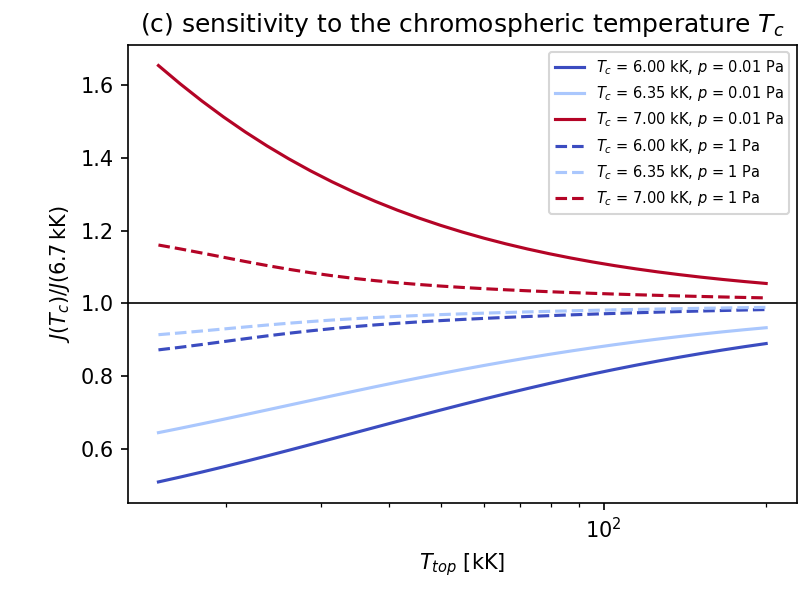 (c) sensitivity to the chromospheric temperature T_c
J(T_c)/J(6.7 kK)
1.6
1.4
1.2
1.0
0.8
0.6
T_c = 6.00 kK, p = 0.01 Pa
T_c = 6.35 kK, p = 0.01 Pa
T_c = 7.00 kK, p = 0.01 Pa
T_c = 6.00 kK, p = 1 Pa
T_c = 6.35 kK, p = 1 Pa
T_c = 7.00 kK, p = 1 Pa
10^2
T_top [kK]